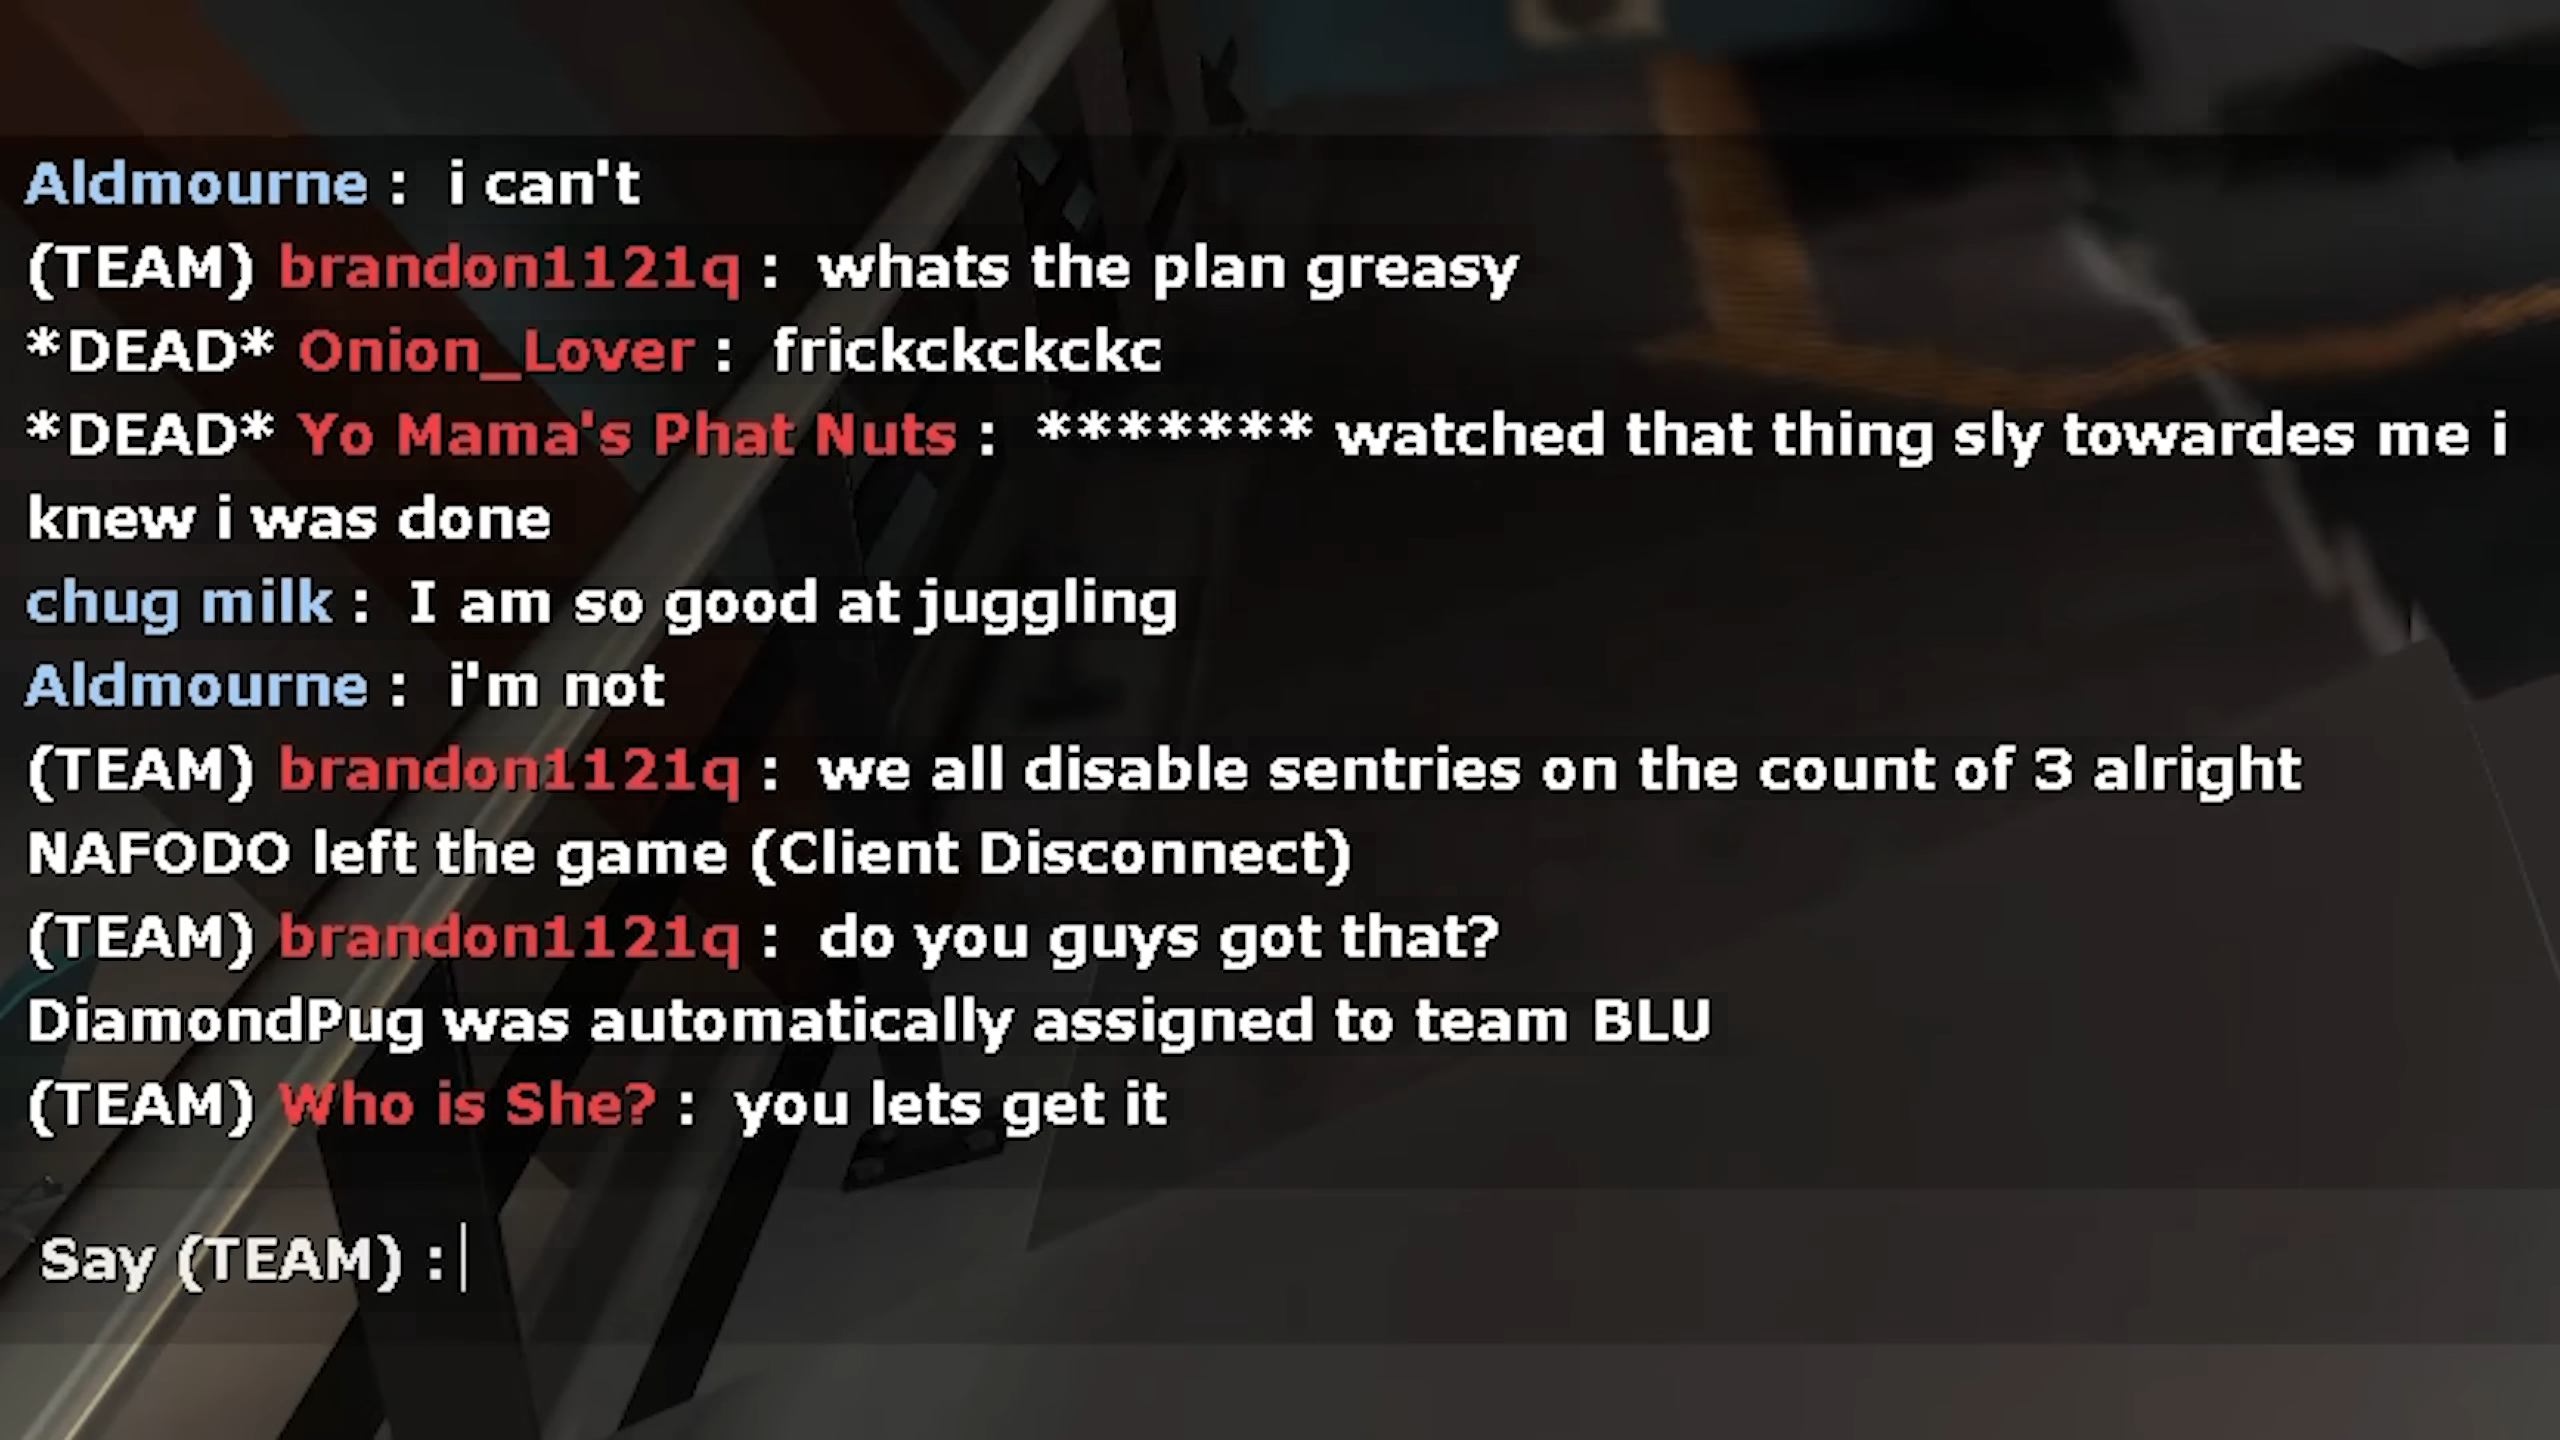 Aldmourne :  i can't
(TEAM) brandon1121q :  whats the plan greasy
*DEAD* Onion_Lover :  frickckckckc
*DEAD* Yo Mama's Phat Nuts :  ******* watched that thing sly towardes me i
knew i was done
chug milk :  I am so good at juggling
Aldmourne :  i'm not
(TEAM) brandon1121q :  we all disable sentries on the count of 3 alright
NAFODO left the game (Client Disconnect)
(TEAM) brandon1121q :  do you guys got that?
DiamondPug was automatically assigned to team BLU
(TEAM) Who is She? :  you lets get it
Say (TEAM) :